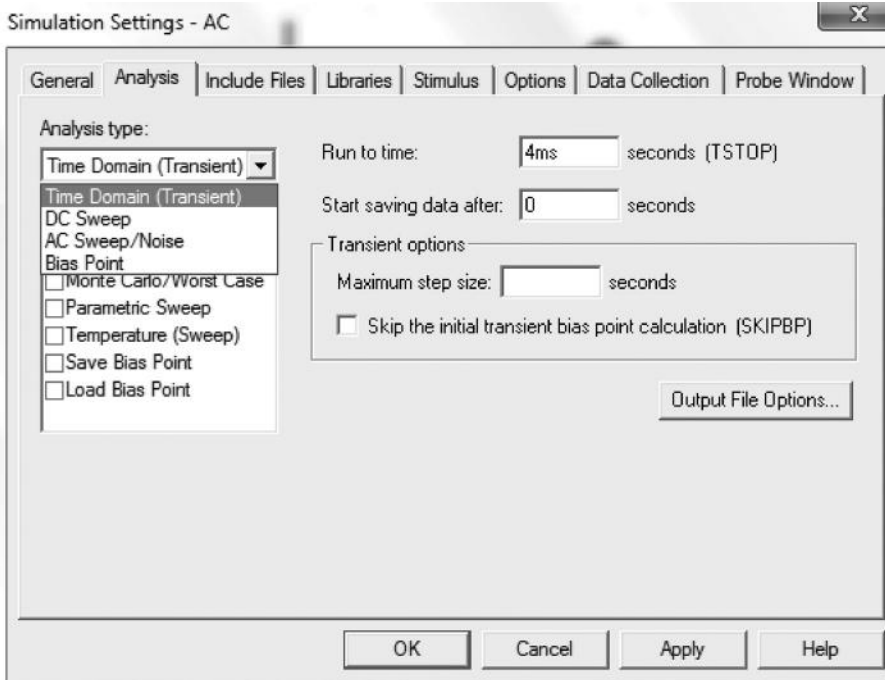 Simulation Settings - AC
X
General Analysis Include Files Libraries Stimulus Options Data Collection Probe Window
Analysis type:
Time Domain (Transient)
Time Domain (Transient)
DC Sweep
AC Sweep/Noise
Bias Point
Monte Carlo/Worst Case
Parametric Sweep
Temperature (Sweep)
Save Bias Point
Load Bias Point
Run to time: 4ms seconds (TSTOP)
Start saving data after: 0 seconds
Transient options
Maximum step size: seconds
Skip the initial transient bias point calculation (SKIPBP)
Output File Options...
OK Cancel Apply Help